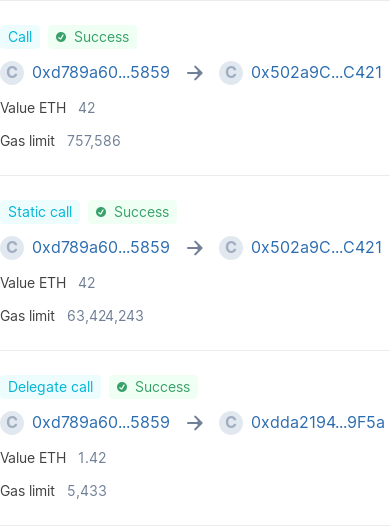 Call Success
C 0xd789a60...5859 → C 0x502a9C...C421
Value ETH 42
Gas limit 757,586
Static call Success
C 0xd789a60...5859 → C 0x502a9C...C421
Value ETH 42
Gas limit 63,424,243
Delegate call Success
C 0xd789a60...5859 → C 0xdda2194...9F5a
Value ETH 1.42
Gas limit 5,433